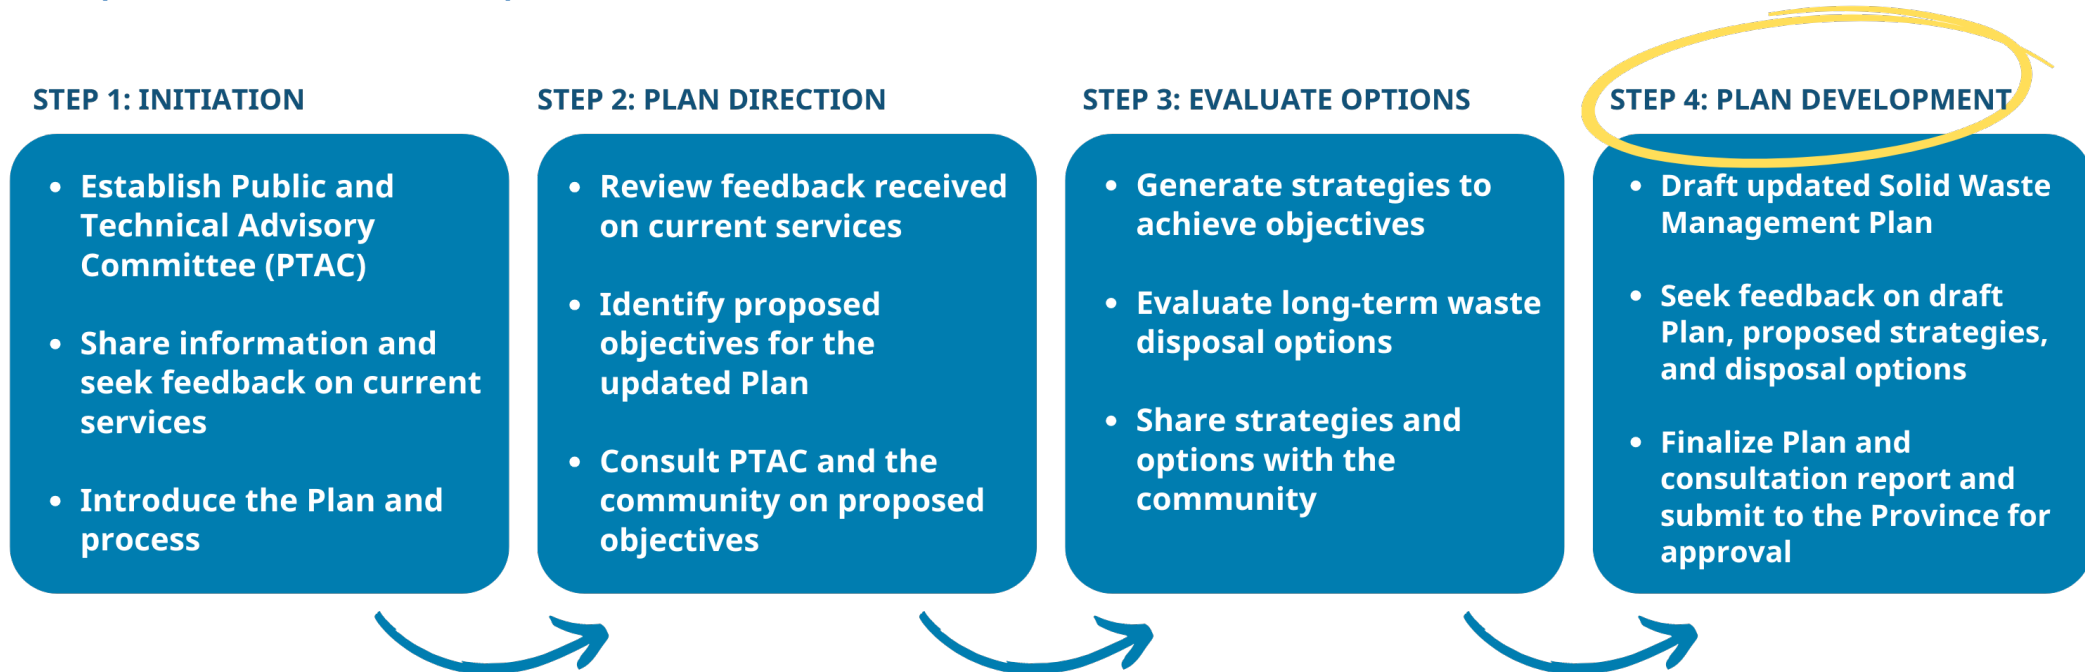 STEP 1: INITIATION
• Establish Public and
Technical Advisory
Committee (PTAC)
• Share information and
seek feedback on current
services
• Introduce the Plan and
process
STEP 2: PLAN DIRECTION
• Review feedback received
on current services
• Identify proposed
objectives for the
updated Plan
• Consult PTAC and the
community on proposed
objectives
STEP 3: EVALUATE OPTIONS
• Generate strategies to
achieve objectives
• Evaluate long-term waste
disposal options
• Share strategies and
options with the
community
STEP 4: PLAN DEVELOPMENT
• Draft updated Solid Waste
Management Plan
• Seek feedback on draft
Plan, proposed strategies,
and disposal options
• Finalize Plan and
consultation report and
submit to the Province for
approval